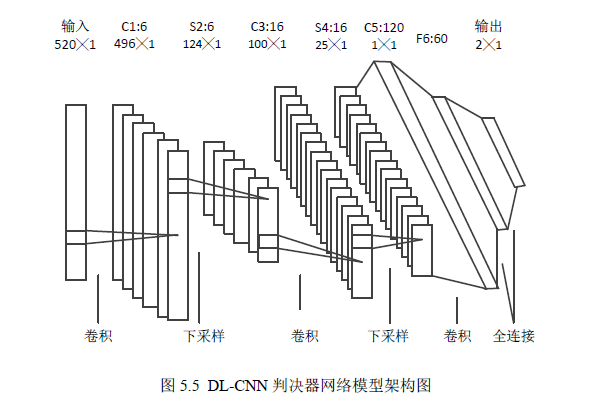 输入 C1:6 S2:6 C3:16 S4:16 C5:120 F6:60 输出
520×1 496×1 124×1 100×1 25×1 1×1 2×1
卷积 下采样 卷积 下采样 卷积 全连接
图 5.5 DL-CNN 判决器网络模型架构图